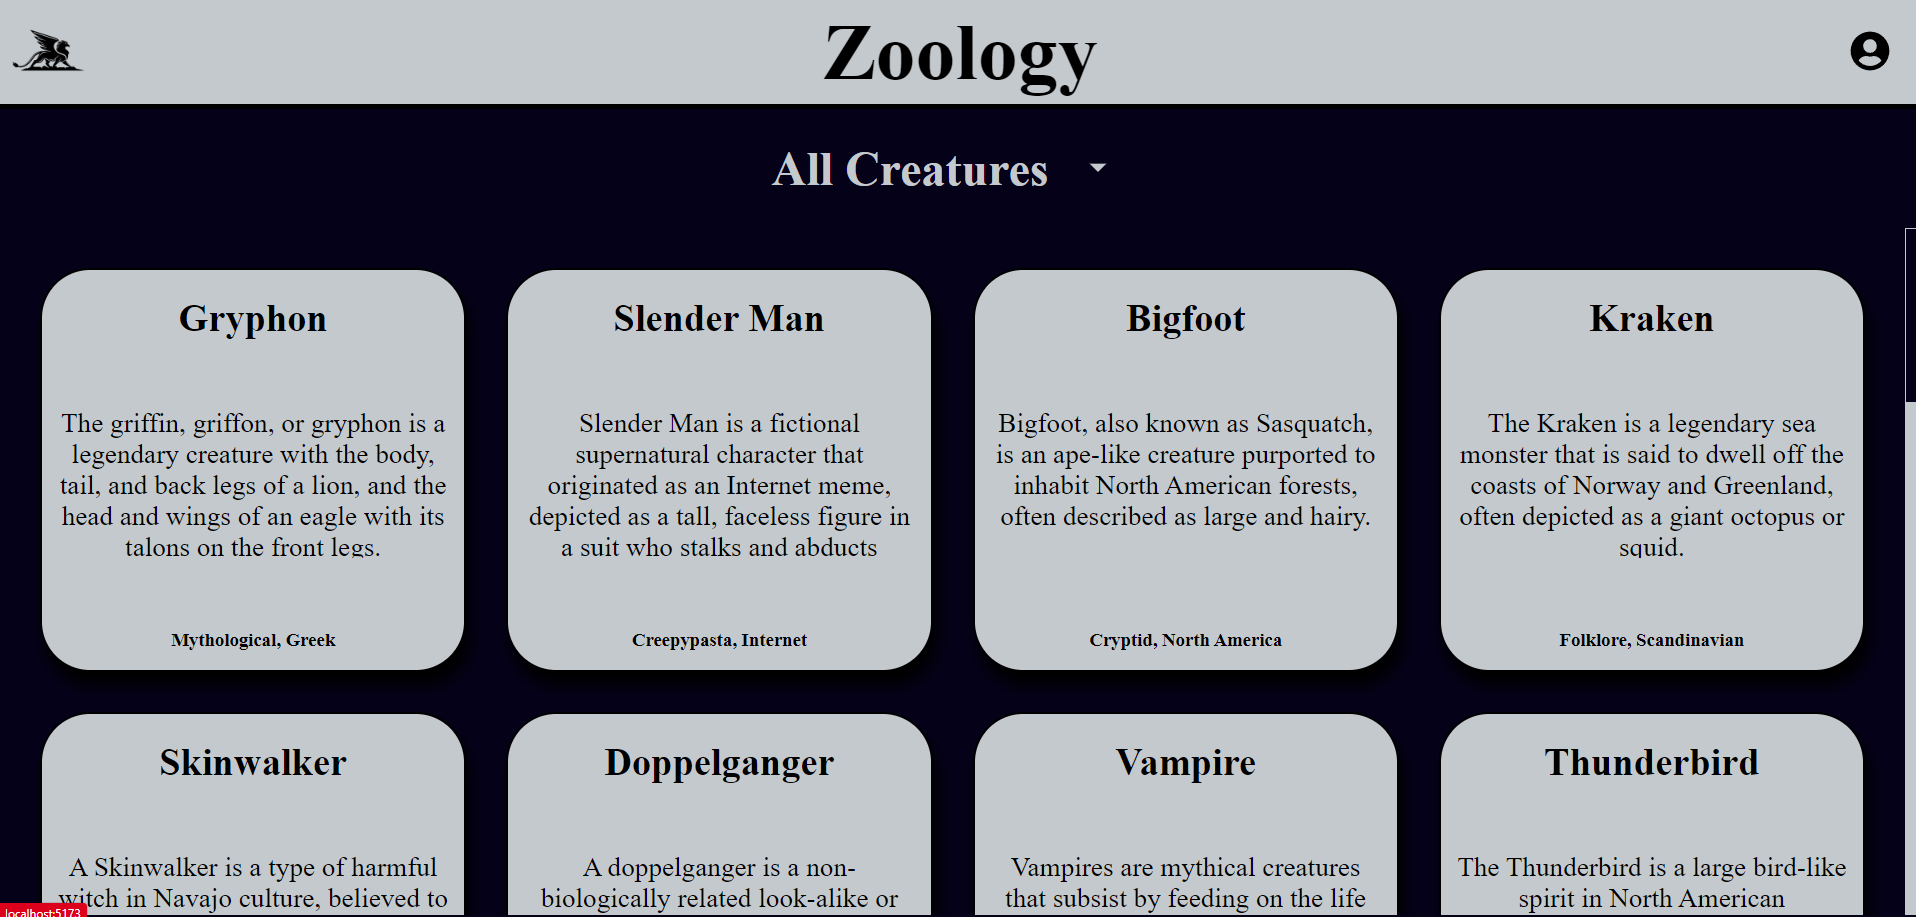 Zoology
All Creatures
Gryphon
The griffin, griffon, or gryphon is a
legendary creature with the body,
tail, and back legs of a lion, and the
head and wings of an eagle with its
talons on the front legs.
Mythological, Greek
Slender Man
Slender Man is a fictional
supernatural character that
originated as an Internet meme,
depicted as a tall, faceless figure in
a suit who stalks and abducts
Creepypasta, Internet
Bigfoot
Bigfoot, also known as Sasquatch,
is an ape-like creature purported to
inhabit North American forests,
often described as large and hairy.
Cryptid, North America
Kraken
The Kraken is a legendary sea
monster that is said to dwell off the
coasts of Norway and Greenland,
often depicted as a giant octopus or
squid.
Folklore, Scandinavian
Skinwalker
A Skinwalker is a type of harmful
witch in Navajo culture, believed to
Doppelganger
A doppelganger is a non-
biologically related look-alike or
Vampire
Vampires are mythical creatures
that subsist by feeding on the life
Thunderbird
The Thunderbird is a large bird-like
spirit in North American
localhost:5173